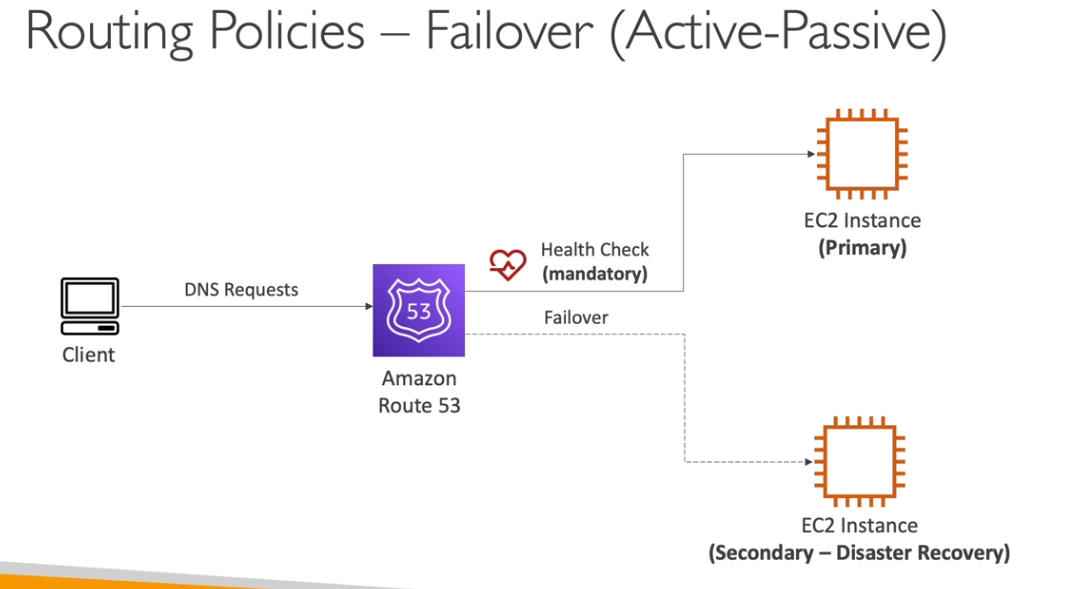 Routing Policies – Failover (Active-Passive)
EC2 Instance
(Primary)
Health Check
(mandatory)
DNS Requests
53
Failover
Client
Amazon
Route 53
EC2 Instance
(Secondary – Disaster Recovery)